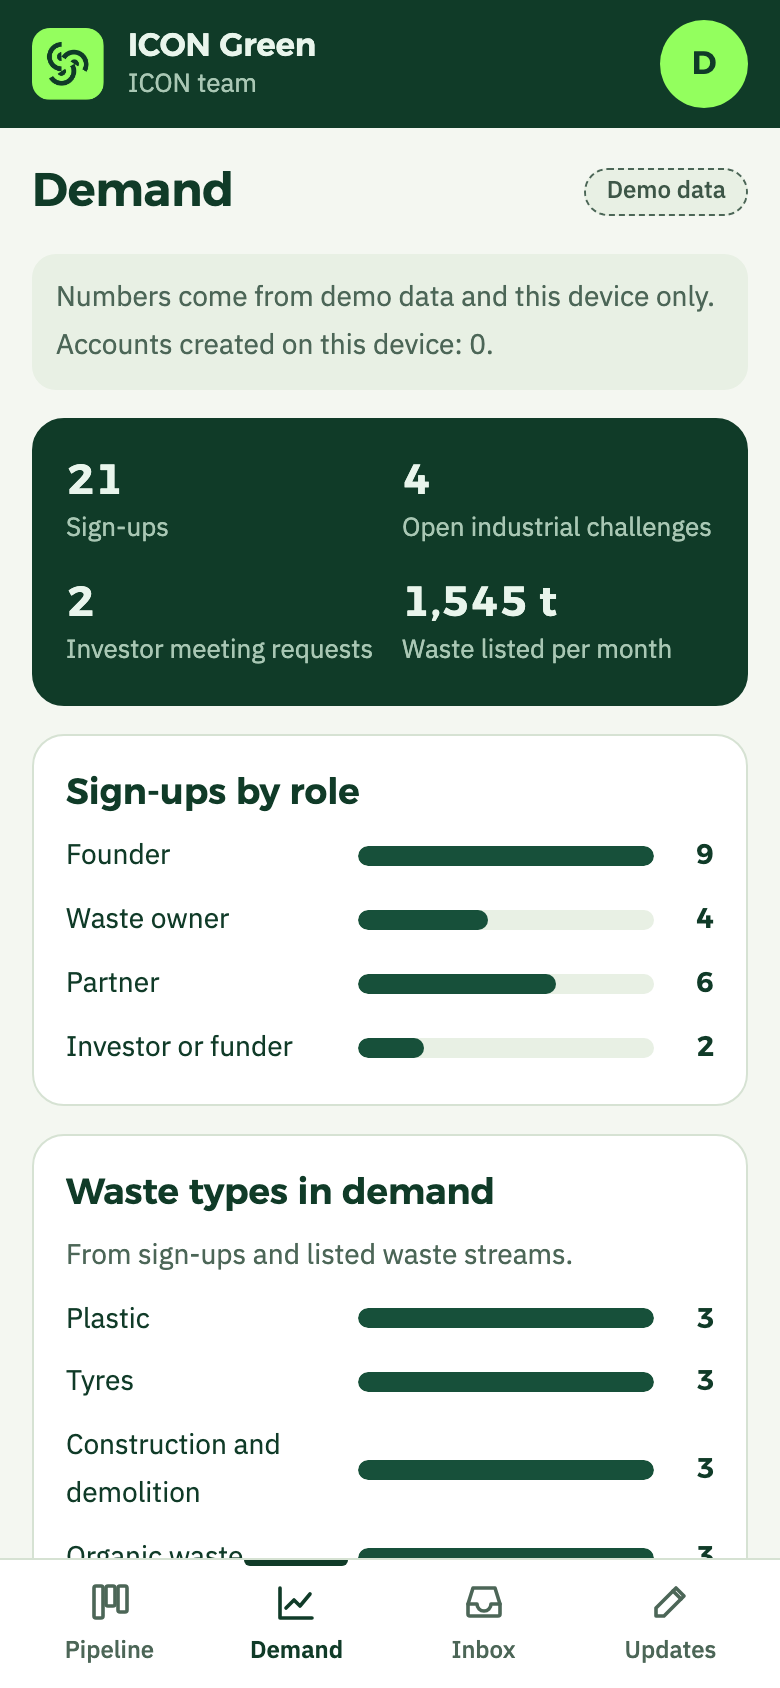 ICON Green
ICON team
D
Demand
Demo data
Numbers come from demo data and this device only.
Accounts created on this device: 0.
21
Sign-ups
4
Open industrial challenges
2
Investor meeting requests
1,545 t
Waste listed per month
Sign-ups by role
Founder 9
Waste owner 4
Partner 6
Investor or funder 2
Waste types in demand
From sign-ups and listed waste streams.
Plastic 3
Tyres 3
Construction and
demolition 3
Organic waste 3
Pipeline
Demand
Inbox
Updates